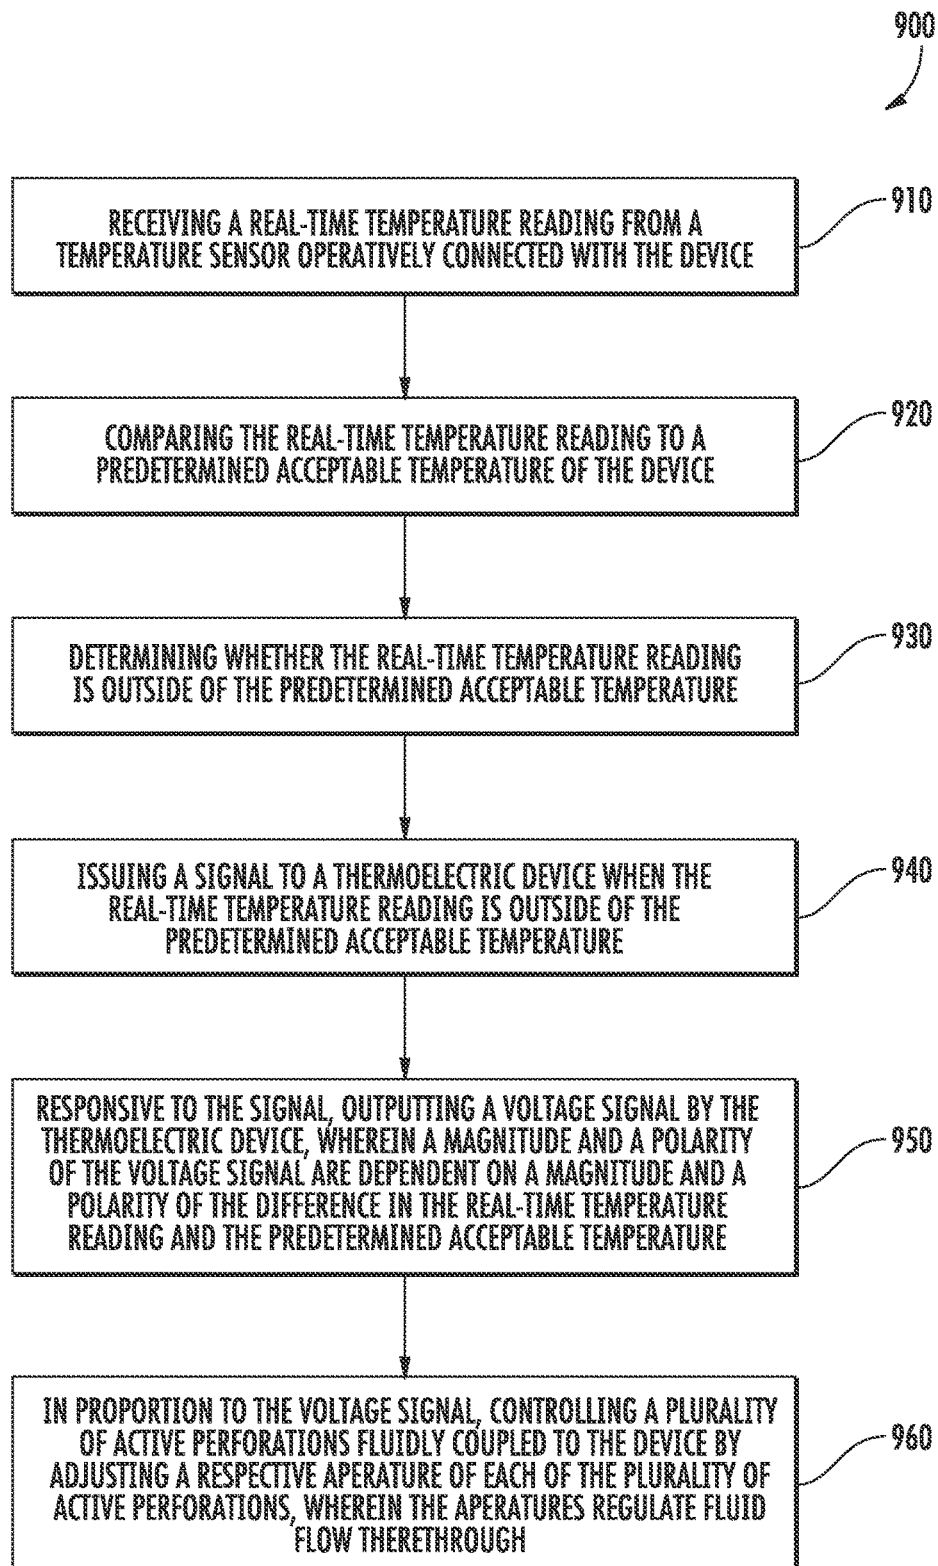 900
RECEIVING A REAL-TIME TEMPERATURE READING FROM A
TEMPERATURE SENSOR OPERATIVELY CONNECTED WITH THE DEVICE
910
COMPARING THE REAL-TIME TEMPERATURE READING TO A
PREDETERMINED ACCEPTABLE TEMPERATURE OF THE DEVICE
920
DETERMINING WHETHER THE REAL-TIME TEMPERATURE READING
IS OUTSIDE OF THE PREDETERMINED ACCEPTABLE TEMPERATURE
930
ISSUING A SIGNAL TO A THERMOELECTRIC DEVICE WHEN THE
REAL-TIME TEMPERATURE READING IS OUTSIDE OF THE
PREDETERMINED ACCEPTABLE TEMPERATURE
940
RESPONSIVE TO THE SIGNAL, OUTPUTTING A VOLTAGE SIGNAL BY THE
THERMOELECTRIC DEVICE, WHEREIN A MAGNITUDE AND A POLARITY
OF THE VOLTAGE SIGNAL ARE DEPENDENT ON A MAGNITUDE AND A
POLARITY OF THE DIFFERENCE IN THE REAL-TIME TEMPERATURE
READING AND THE PREDETERMINED ACCEPTABLE TEMPERATURE
950
IN PROPORTION TO THE VOLTAGE SIGNAL, CONTROLLING A PLURALITY
OF ACTIVE PERFORATIONS FLUIDLY COUPLED TO THE DEVICE BY
ADJUSTING A RESPECTIVE APERATURE OF EACH OF THE PLURALITY OF
ACTIVE PERFORATIONS, WHEREIN THE APERATURES REGULATE FLUID
FLOW THERETHROUGH
960